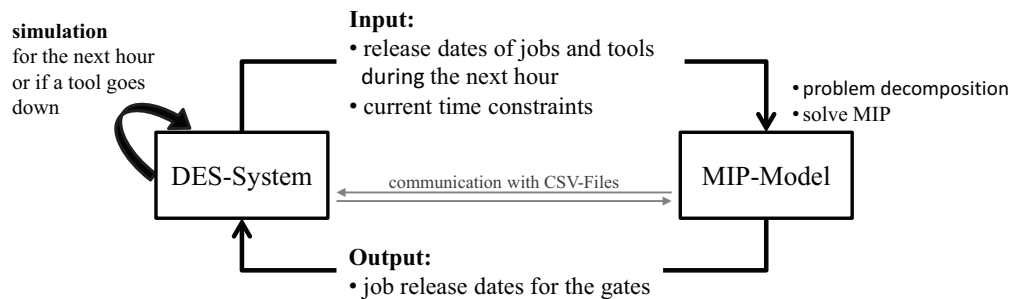 simulation
for the next hour
or if a tool goes
down
Input:
• release dates of jobs and tools
during the next hour
• current time constraints
• problem decomposition
• solve MIP
DES-System
communication with CSV-Files
MIP-Model
Output:
• job release dates for the gates